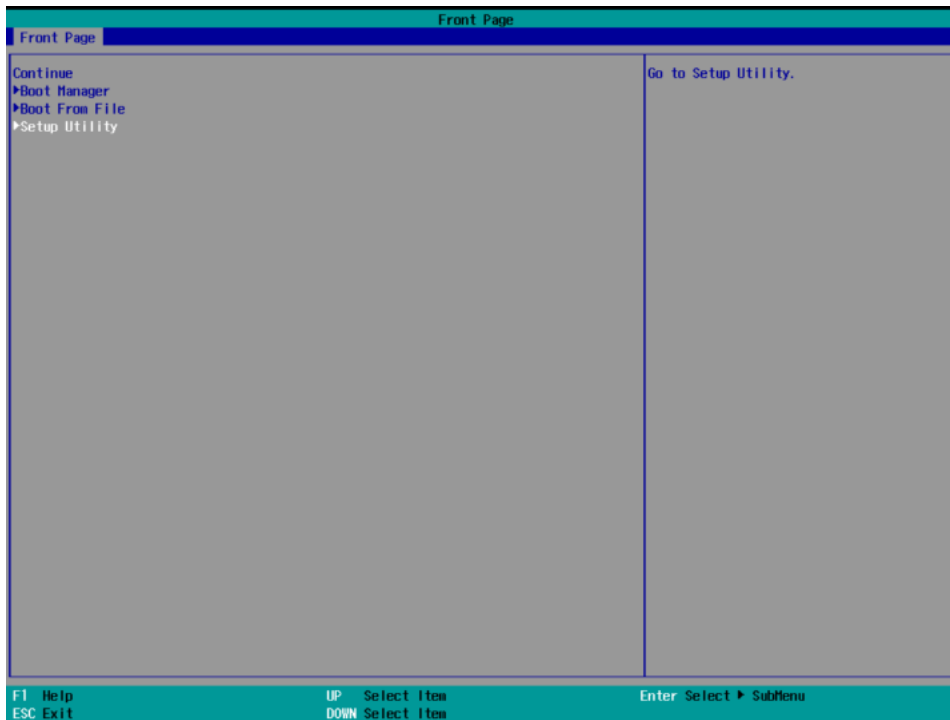 Front Page
Front Page
Continue
▶Boot Manager
▶Boot From File
▶Setup Utility
Go to Setup Utility.
F1 Help UP Select Item Enter Select ▶ SubMenu
ESC Exit DOWN Select Item